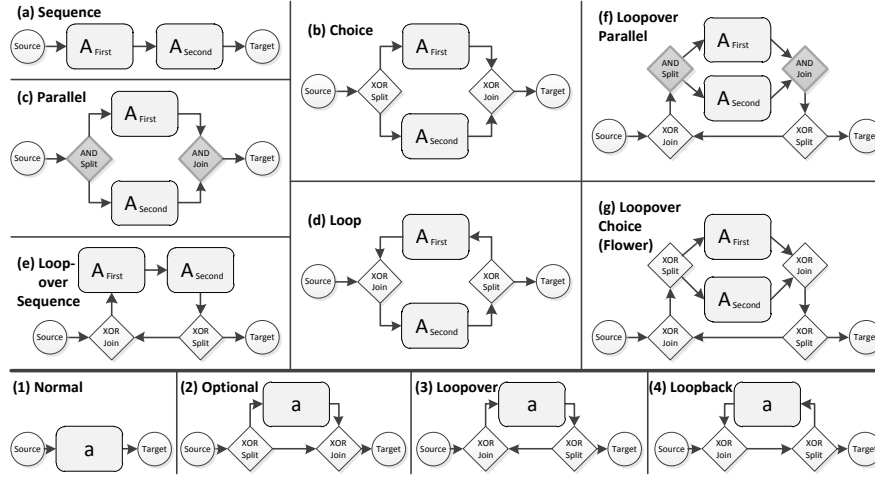 (a) Sequence
Source
A First
A Second
Target
(b) Choice
Source
XOR
Split
A First
A Second
XOR
Join
Target
(c) Parallel
Source
AND
Split
A First
A Second
AND
Join
Target
(d) Loop
Source
XOR
Join
A First
A Second
XOR
Split
Target
(e) Loop-
over
Sequence
A First
A Second
Source
XOR
Join
XOR
Split
Target
(f) Loopover
Parallel
AND
Split
A First
A Second
AND
Join
Source
XOR
Join
XOR
Split
Target
(g) Loopover
Choice
(Flower)
XOR
Split
A First
A Second
XOR
Join
Source
XOR
Join
XOR
Split
Target
(1) Normal
Source
a
Target
(2) Optional
a
Source
XOR
Split
XOR
Join
Target
(3) Loopover
a
Source
XOR
Join
XOR
Split
Target
(4) Loopback
a
Source
XOR
Join
XOR
Split
Target